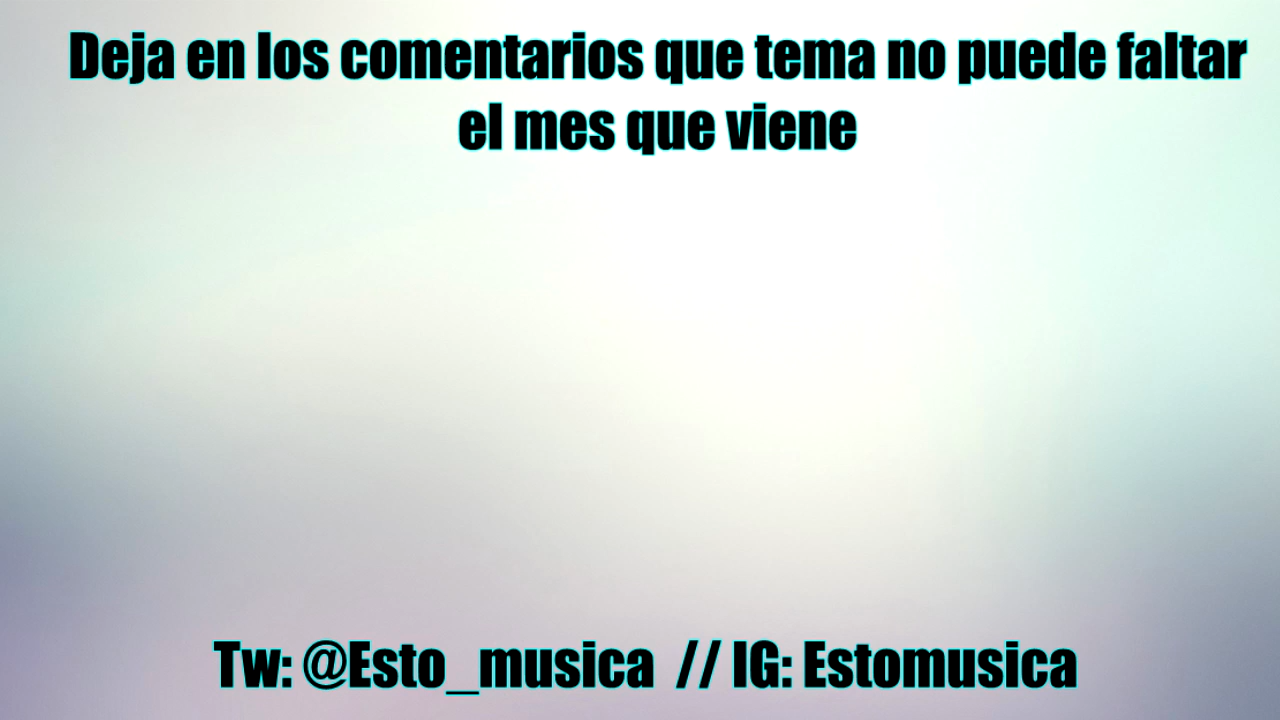 Deja en los comentarios que tema no puede faltar
el mes que viene
Tw: @Esto_musica // IG: Estomusica